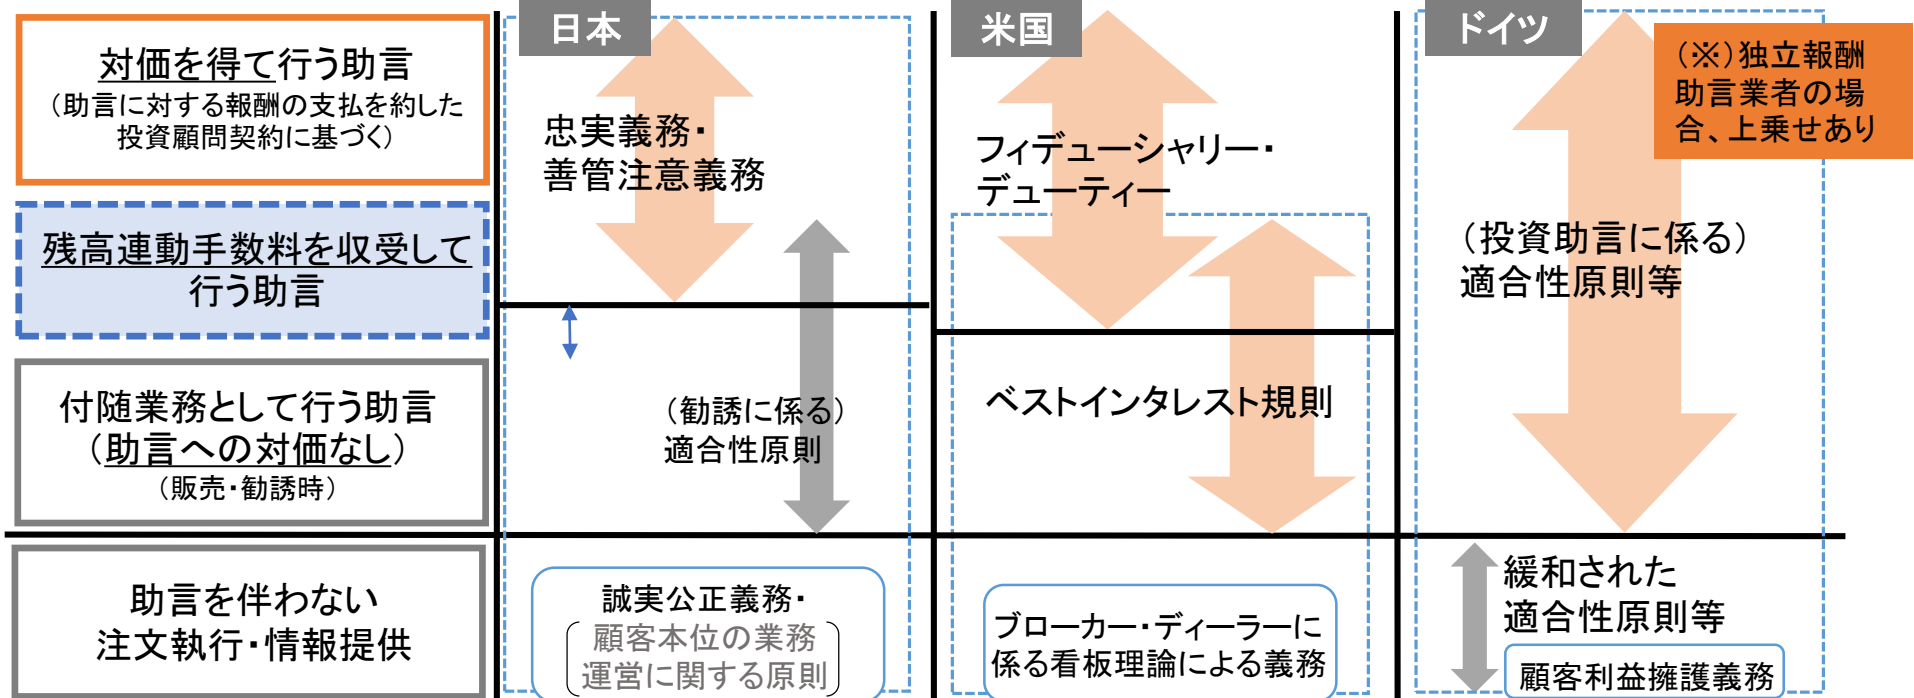 日本
米国
ドイツ
対価を得て行う助言
（助言に対する報酬の支払を約した
投資顧問契約に基づく）
忠実義務・
善管注意義務
フィデューシャリー・
デューティー
（※）独立報酬
助言業者の場
合、上乗せあり
残高連動手数料を収受して
行う助言
（投資助言に係る）
適合性原則等
付随業務として行う助言
（助言への対価なし）
（販売・勧誘時）
（勧誘に係る）
適合性原則
ベストインタレスト規則
助言を伴わない
注文執行・情報提供
誠実公正義務・
顧客本位の業務
運営に関する原則
ブローカー・ディーラーに
係る看板理論による義務
緩和された
適合性原則等
顧客利益擁護義務